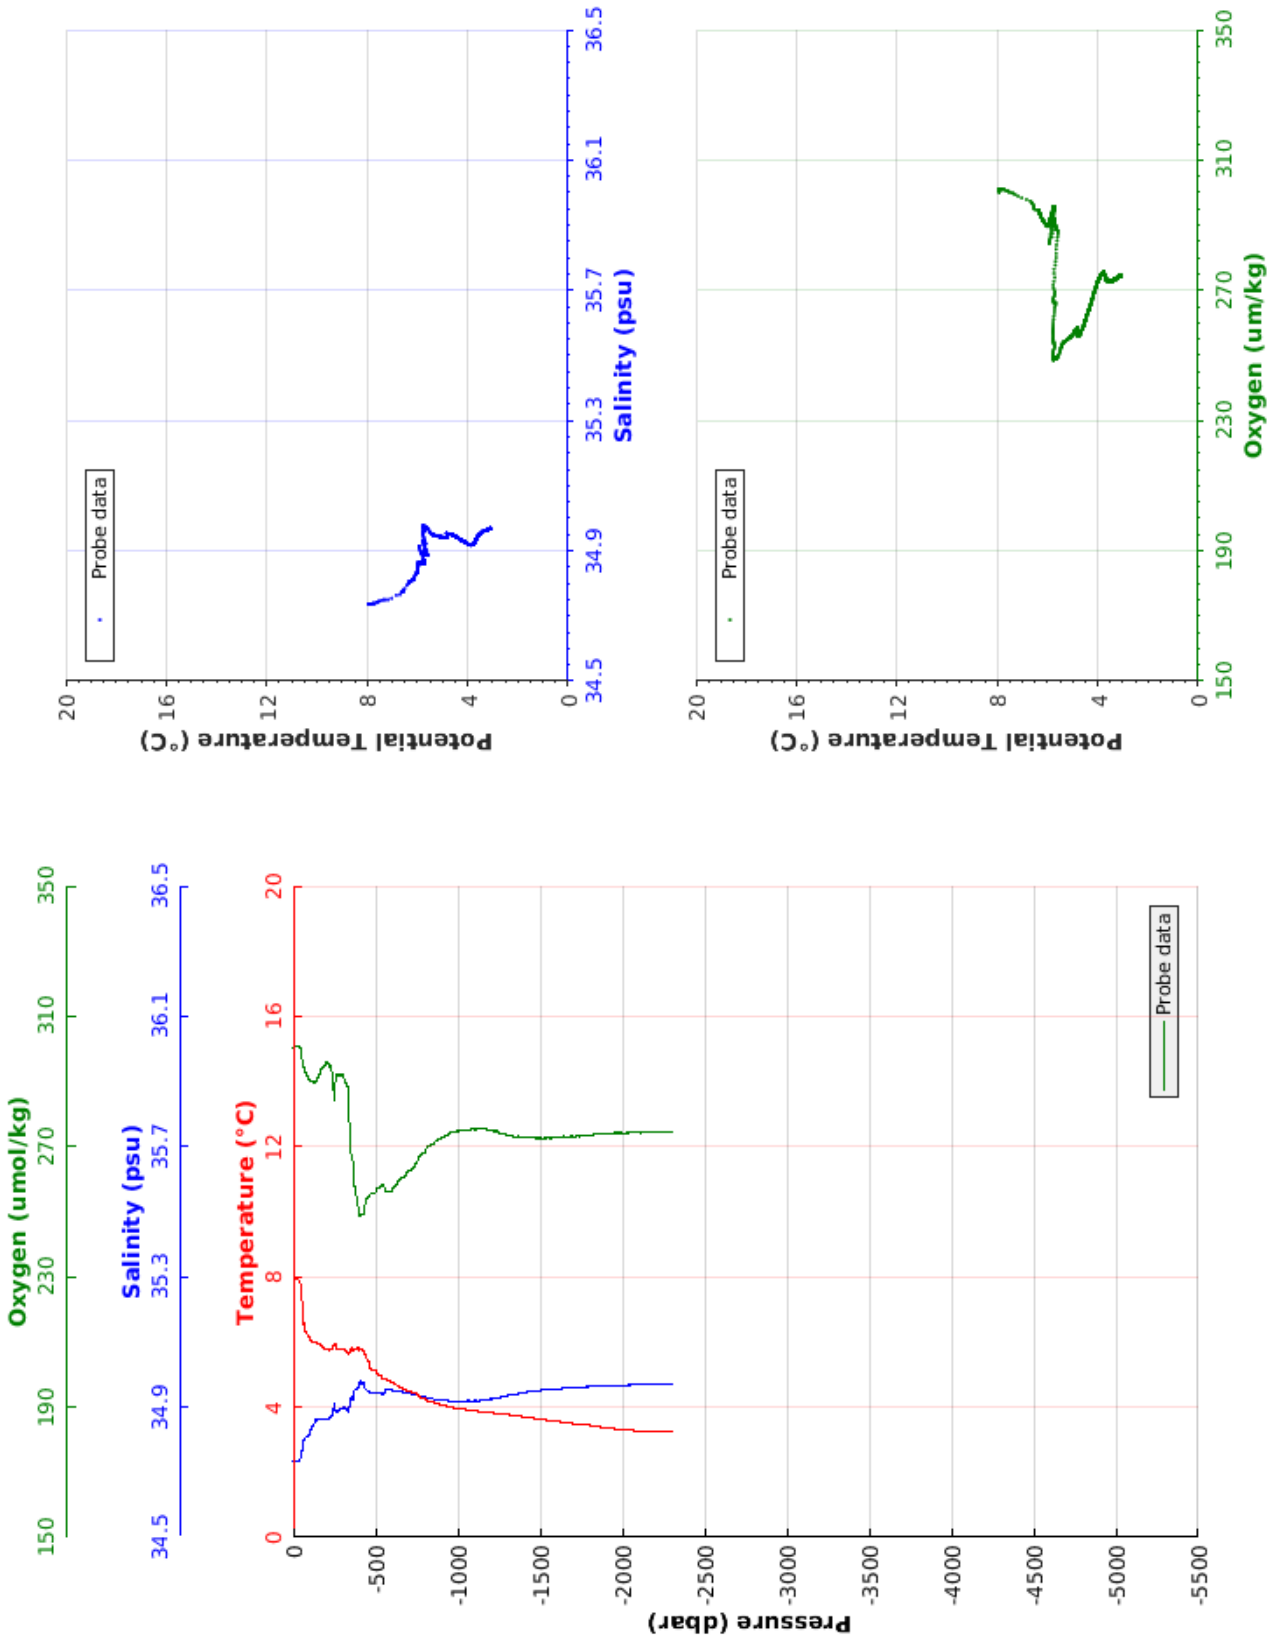 Oxygen (umol/kg)
150 190 230 270 310 350
Salinity (psu)
34.5 34.9 35.3 35.7 36.1 36.5
Temperature (°C)
0 4 8 12 16 20
0
-500
-1000
-1500
-2000
-2500
-3000
-3500
-4000
-4500
-5000
-5500
Pressure (dbar)
Probe data
20
16
12
8
4
0
Potential Temperature (°C)
Probe data
34.5 34.9 35.3 35.7 36.1 36.5
Salinity (psu)
20
16
12
8
4
0
Potential Temperature (°C)
Probe data
150 190 230 270 310 350
Oxygen (um/kg)